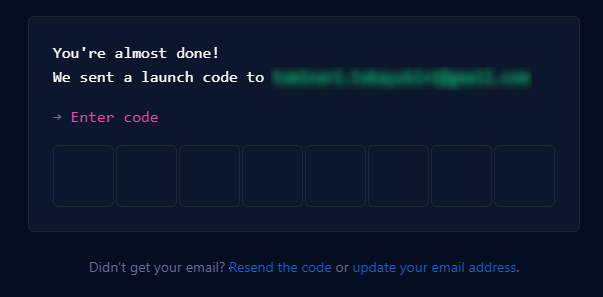 You're almost done!
We sent a launch code to
→ Enter code
Didn't get your email? Resend the code or update your email address.